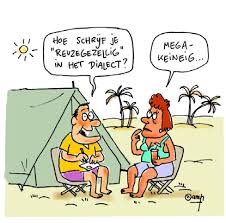 HOE SCHRIJF JE
"REUZEGEZELLIG"
IN HET DIALECT?
MEGA-
KEINEIG...